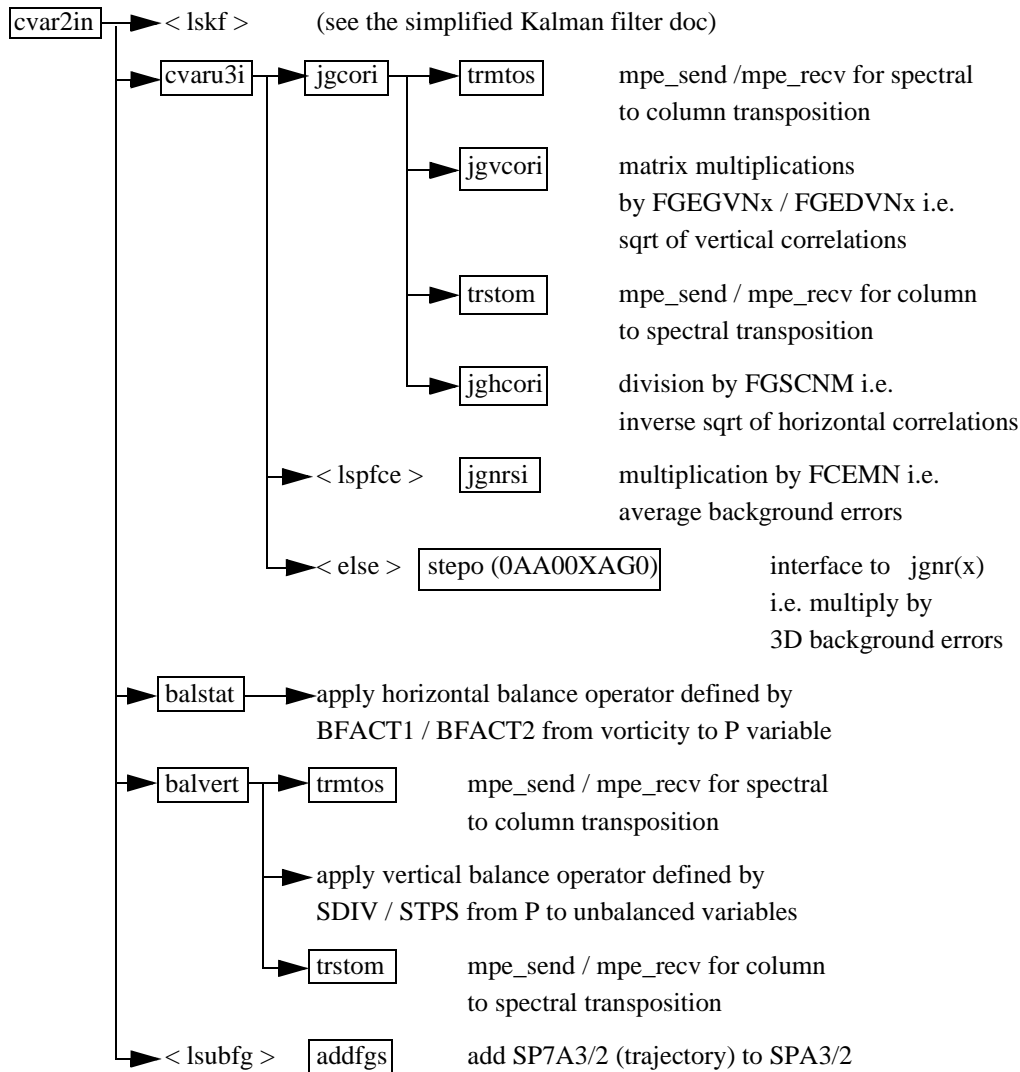 cvar2in < lskf > (see the simplified Kalman filter doc)
cvaru3i jgcori trmtos mpe_send /mpe_recv for spectral
to column transposition
jgvcori matrix multiplications
by FGEGVNx / FGEDVNx i.e.
sqrt of vertical correlations
trstom mpe_send / mpe_recv for column
to spectral transposition
jghcori division by FGSCNM i.e.
inverse sqrt of horizontal correlations
< lspfce > jgnrsi multiplication by FCEMN i.e.
average background errors
< else > stepo (0AA00XAG0) interface to jgnr(x)
i.e. multiply by
3D background errors
balstat apply horizontal balance operator defined by
BFACT1 / BFACT2 from vorticity to P variable
balvert trmtos mpe_send / mpe_recv for spectral
to column transposition
apply vertical balance operator defined by
SDIV / STPS from P to unbalanced variables
trstom mpe_send / mpe_recv for column
to spectral transposition
< lsubfg > addfgs add SP7A3/2 (trajectory) to SPA3/2